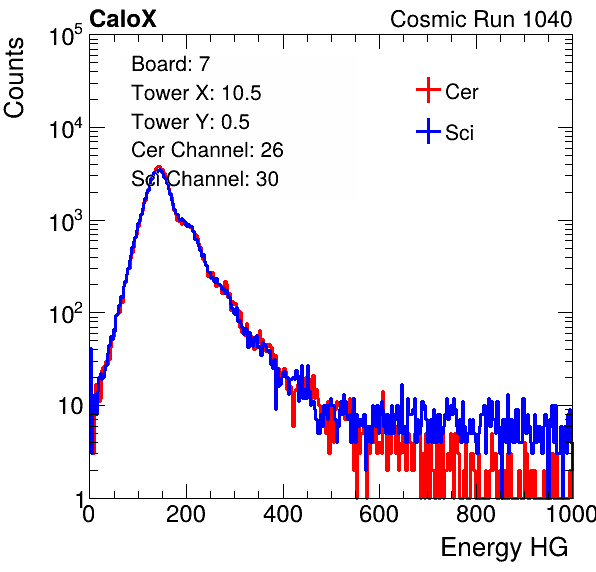 CaloX Cosmic Run 1040
Counts
Board: 7
Tower X: 10.5
Tower Y: 0.5
Cer Channel: 26
Sci Channel: 30
Cer
Sci
10^5
10^4
10^3
10^2
10
1
0 200 400 600 800 1000
Energy HG